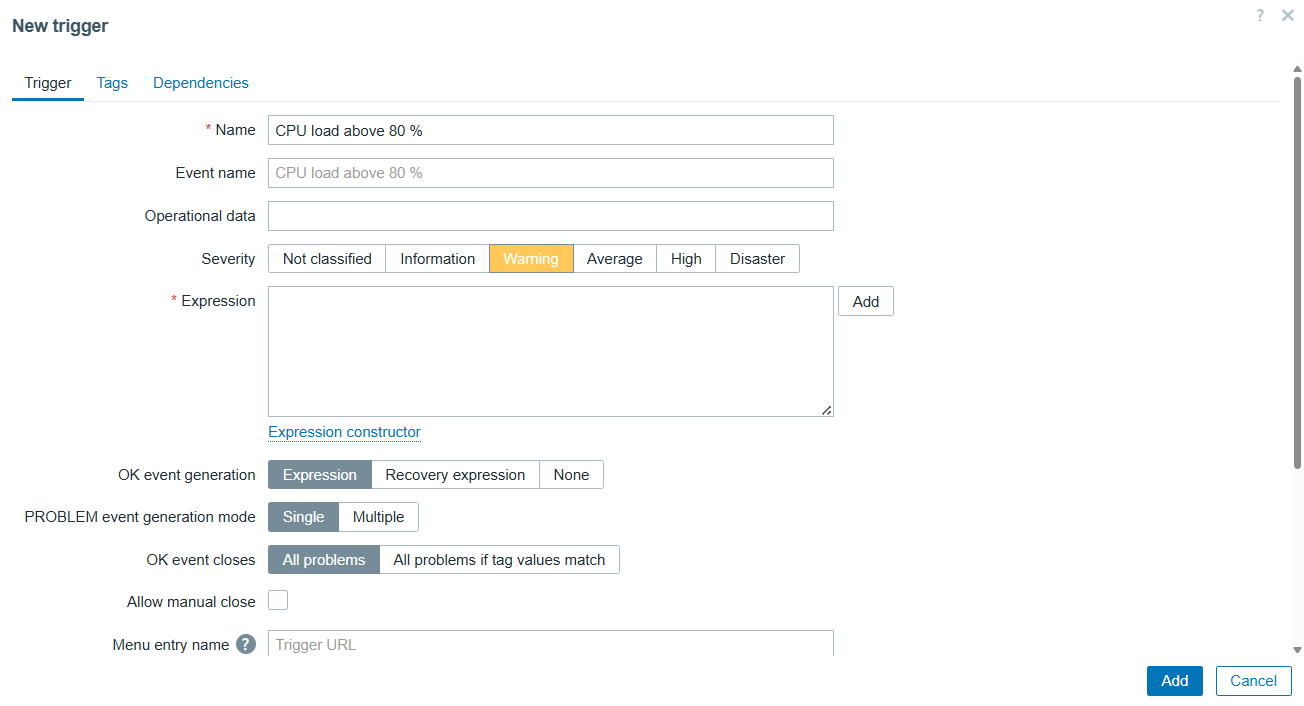 New trigger
?
Trigger Tags Dependencies
* Name CPU load above 80 %
Event name CPU load above 80 %
Operational data
Severity Not classified Information Warning Average High Disaster
* Expression Add
Expression constructor
OK event generation Expression Recovery expression None
PROBLEM event generation mode Single Multiple
OK event closes All problems All problems if tag values match
Allow manual close
Menu entry name ? Trigger URL
Add Cancel